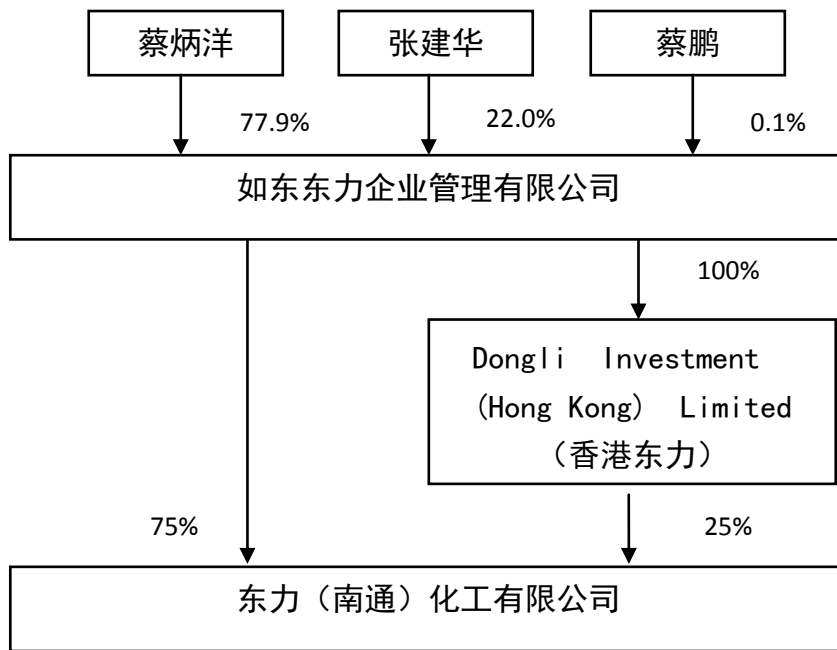 蔡炳洋
张建华
蔡鹏
77.9%
22.0%
0.1%
如东东力企业管理有限公司
100%
Dongli Investment
(Hong Kong) Limited
（香港东力）
75%
25%
东力（南通）化工有限公司